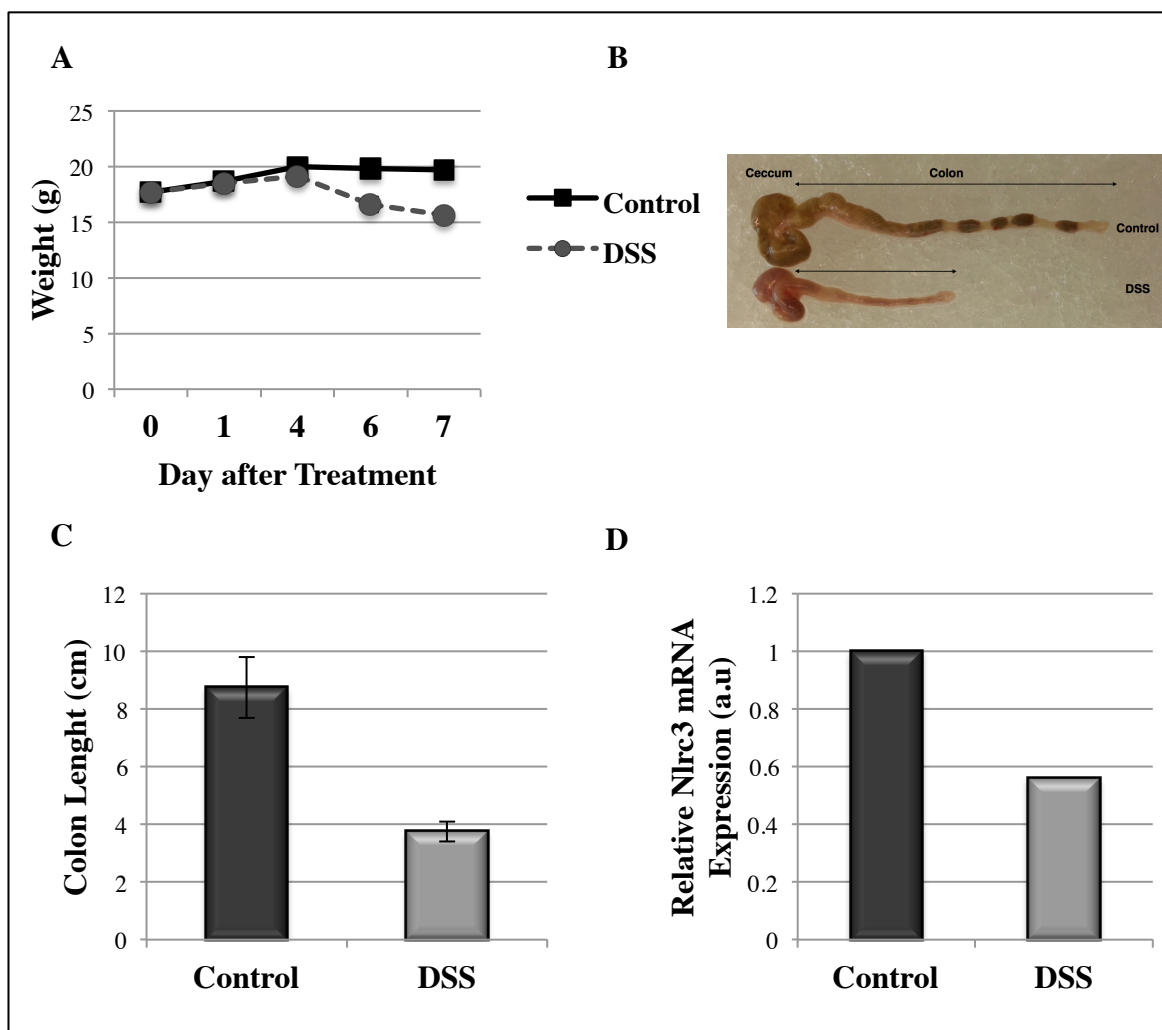 A
B
25
20
15
10
5
0
Weight (g)
0 1 4 6 7
Day after Treatment
Control
DSS
Ceccum Colon
Control
DSS
C
D
12
10
8
6
4
2
0
Colon Lenght (cm)
Control DSS
1.2
1
0.8
0.6
0.4
0.2
0
Relative Nlrc3 mRNA
Expression (a.u)
Control DSS